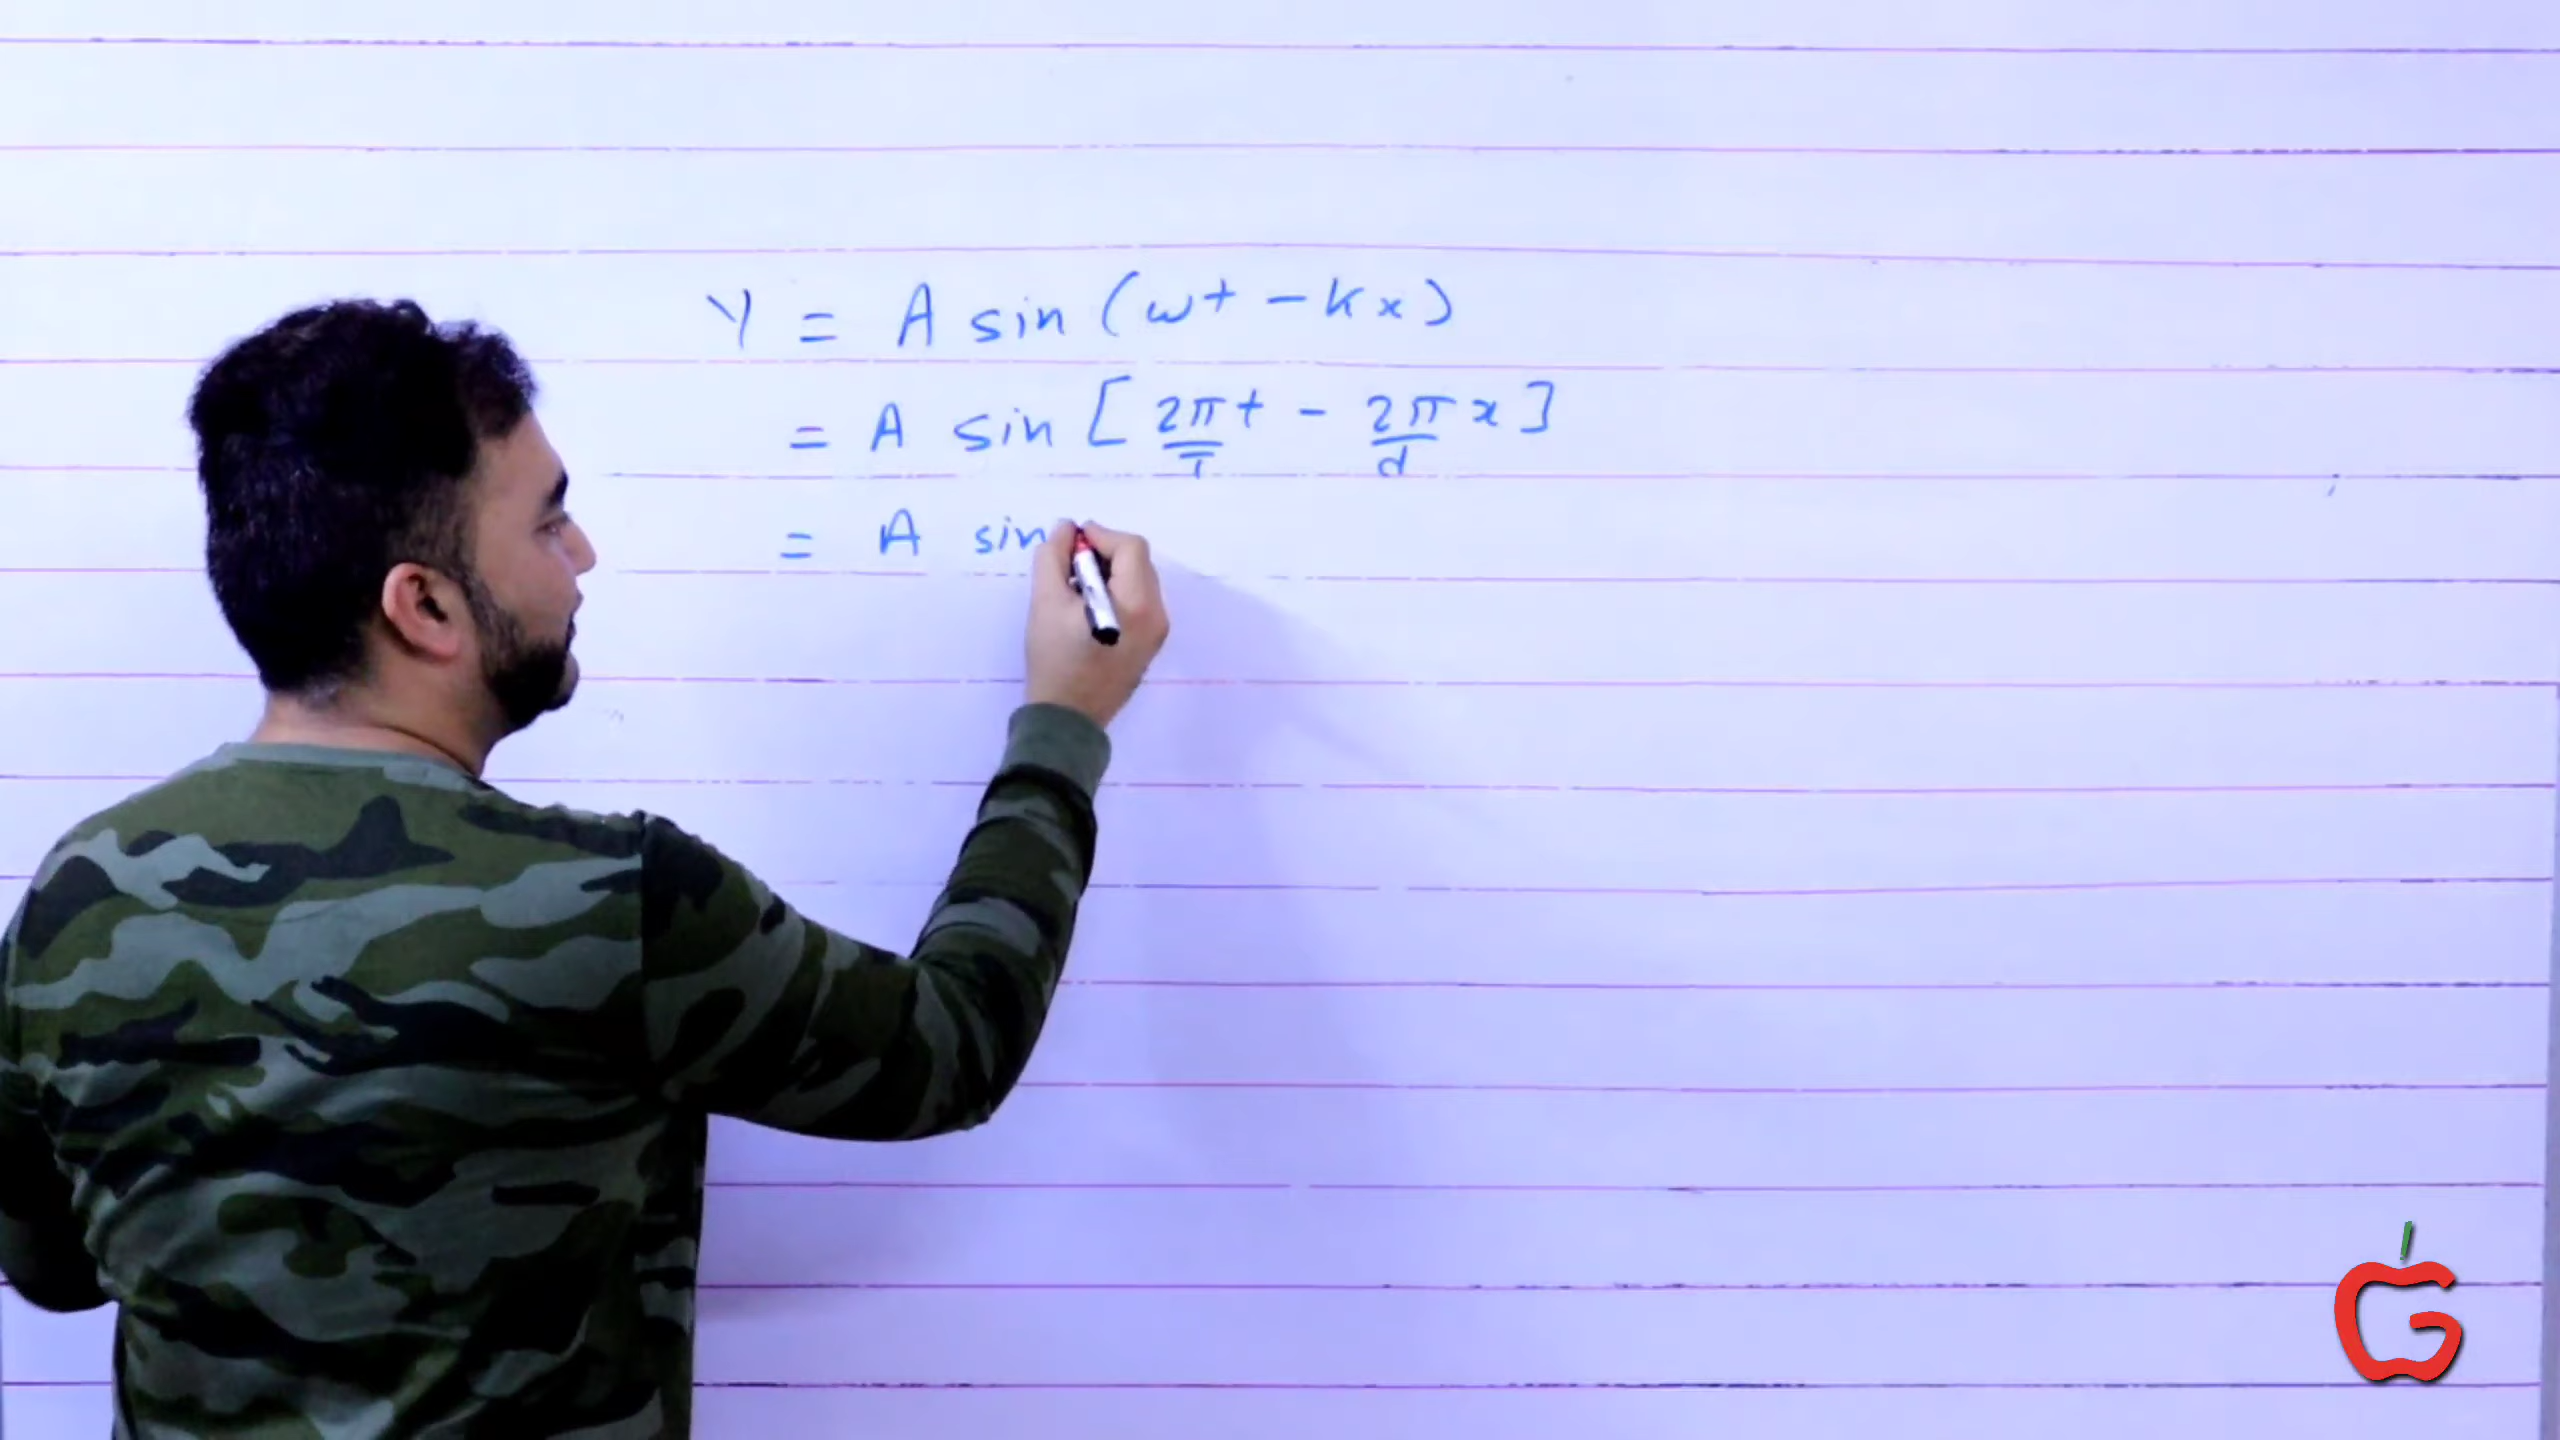 Y = A sin (ωt - kx)
= A sin [ 2π/T t - 2π/d x ]
= A sin